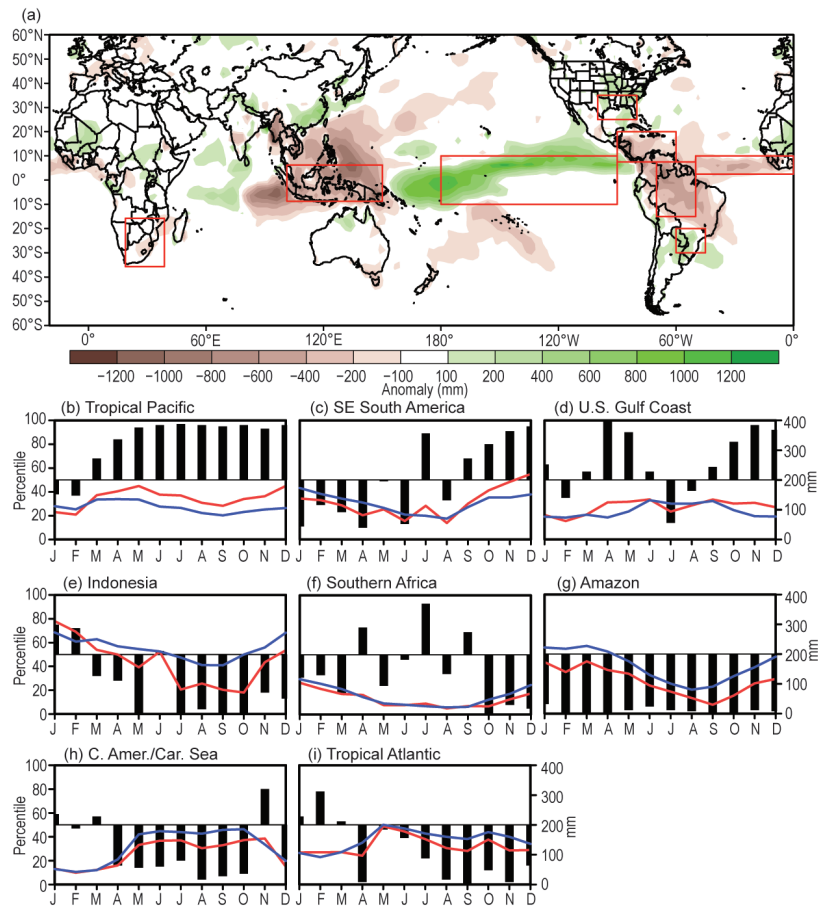 (a)
60°N
50°N
40°N
30°N
20°N
10°N
0°
10°S
20°S
30°S
40°S
50°S
60°S
0° 60°E 120°E 180° 120°W 60°W 0°
−1200 −1000 −800 −600 −400 −200 −100 100 200 400 600 800 1000 1200
Anomaly (mm)
(b) Tropical Pacific (c) SE South America (d) U.S. Gulf Coast
Percentile
100
80
60
40
20
0
400
300
200
100
0
mm
J F M A M J J A S O N D J F M A M J J A S O N D J F M A M J J A S O N D
(e) Indonesia (f) Southern Africa (g) Amazon
Percentile
100
80
60
40
20
0
400
300
200
100
0
mm
J F M A M J J A S O N D J F M A M J J A S O N D J F M A M J J A S O N D
(h) C. Amer./Car. Sea (i) Tropical Atlantic
Percentile
100
80
60
40
20
0
400
300
200
100
0
mm
J F M A M J J A S O N D J F M A M J J A S O N D